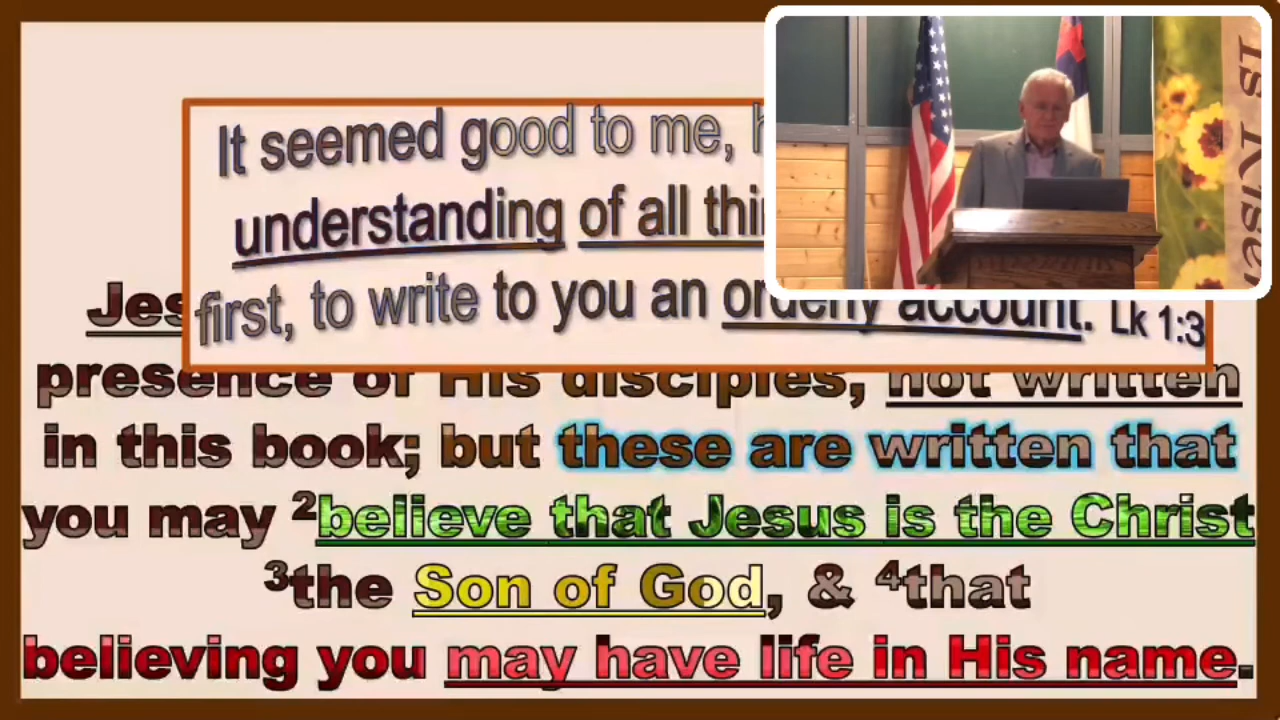 It seemed good to me,
understanding of all
first, to write to you an orderly account. Lk 1:3
Jes
presence of His disciples, not written
in this book; but these are written that
you may ²believe that Jesus is the Christ
³the Son of God, & ⁴that
believing you may have life in His name.
Is Rise